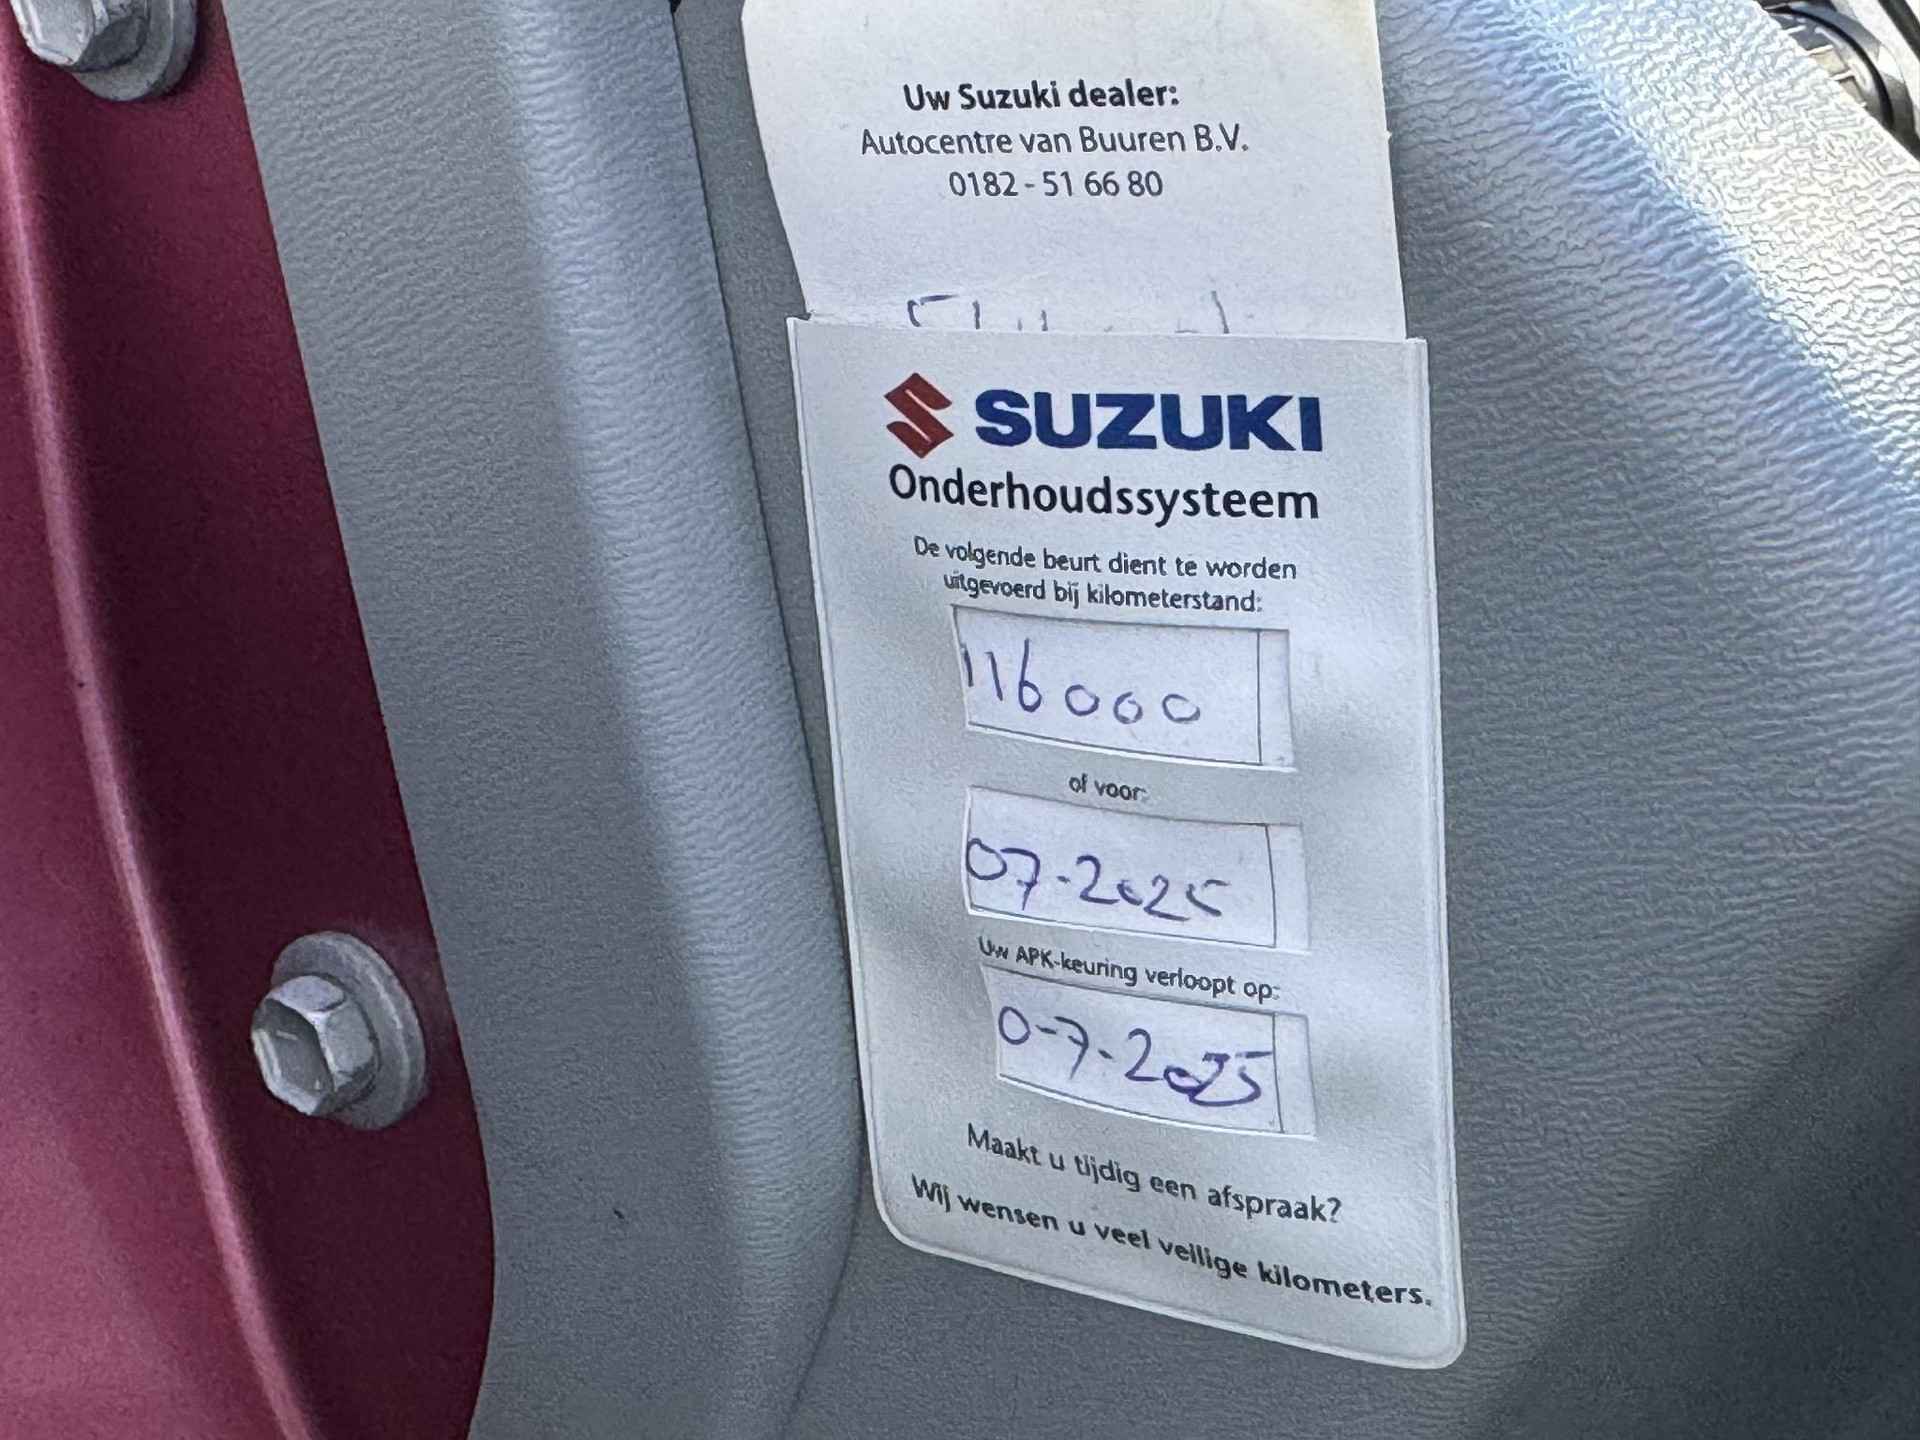 Uw Suzuki dealer:
Autocentre van Buuren B.V.
0182 - 51 66 80
SUZUKI
Onderhoudssysteem
De volgende beurt dient te worden
uitgevoerd bij kilometerstand:
116000
of voor:
07-2025
Uw APK-keuring verloopt op:
0-7-2025
Maakt u tijdig een afspraak?
Wij wensen u veel veilige kilometers.